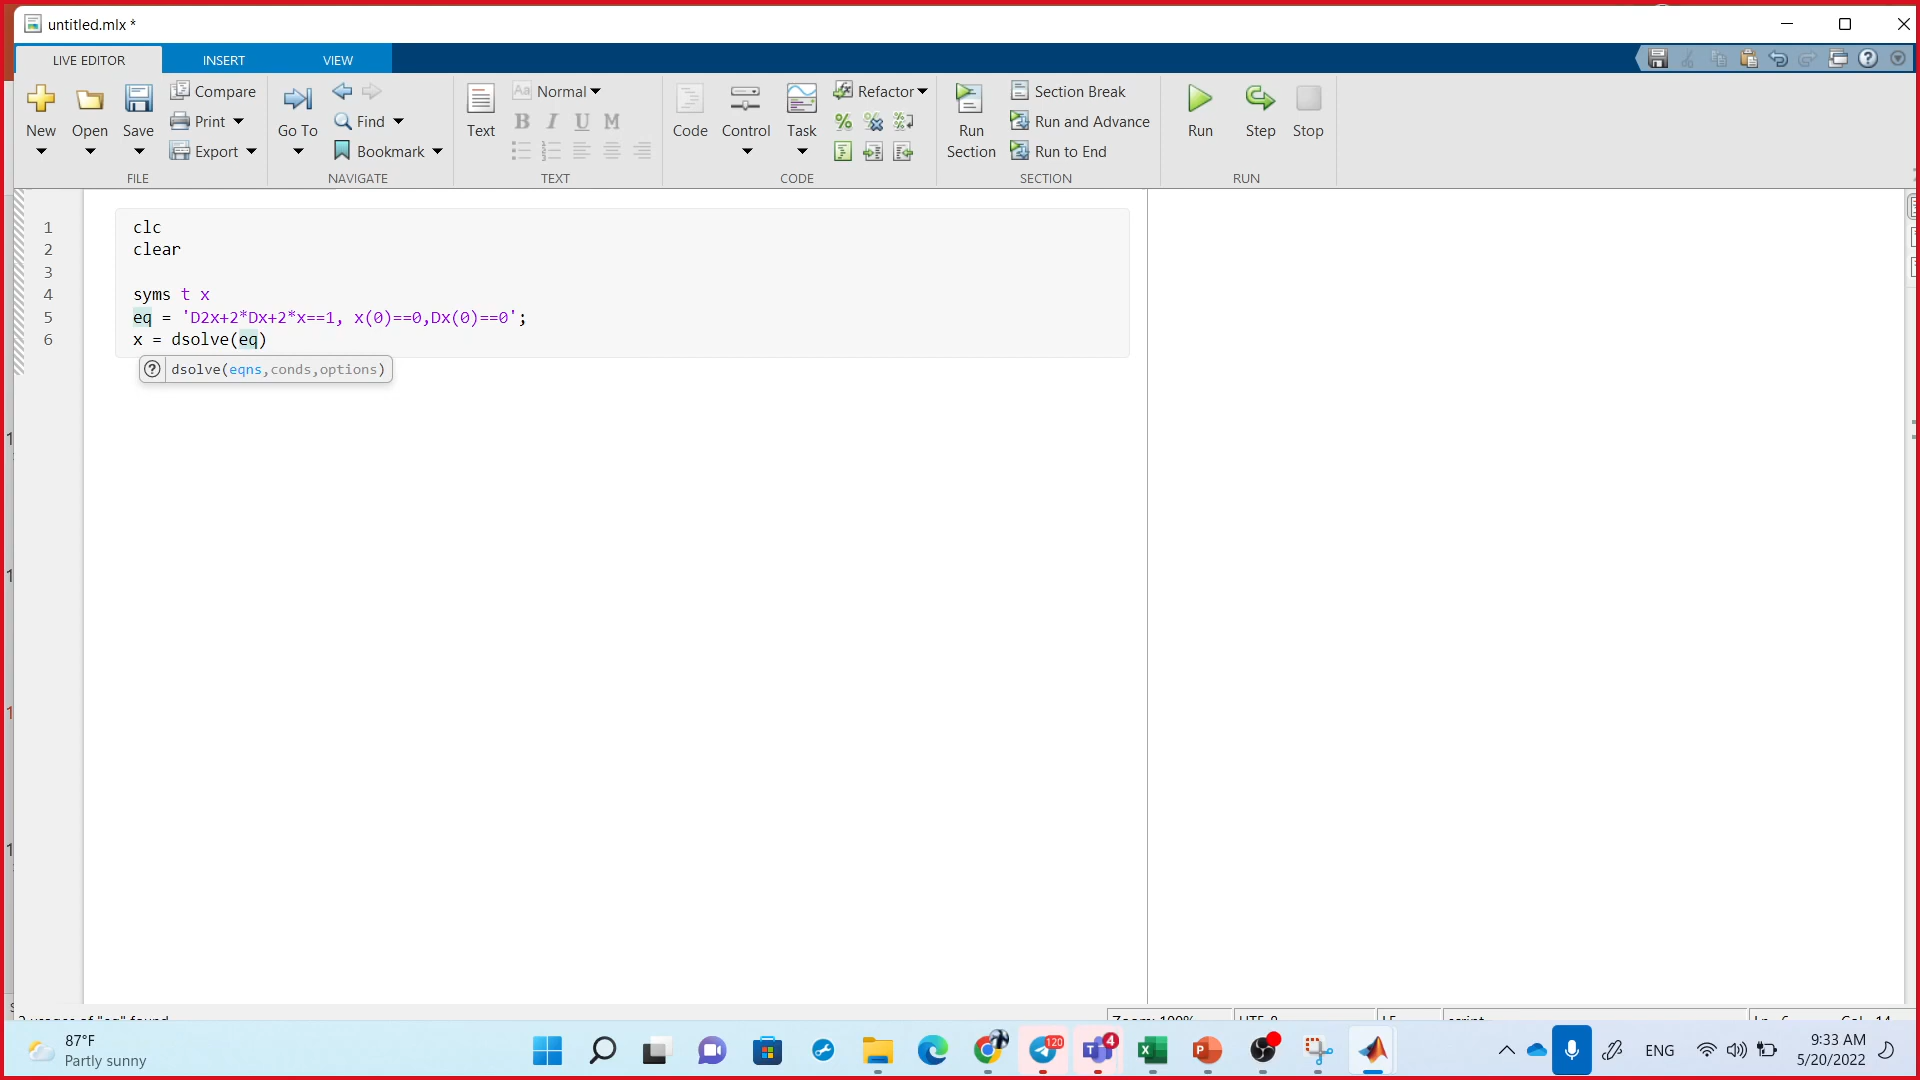 untitled.mlx *
LIVE EDITOR INSERT VIEW
New Open Save Compare Print Export
FILE
Go To Find Bookmark
NAVIGATE
Text Aa Normal B I U M
TEXT
Code Control Task Refactor
CODE
Run Section Section Break Run and Advance Run to End
SECTION
Run Step Stop
RUN
1 clc
2 clear
3
4 syms t x
5 eq = 'D2x+2*Dx+2*x==1, x(0)==0,Dx(0)==0';
6 x = dsolve(eq)
dsolve(eqns,conds,options)
87°F
Partly sunny
120
4
ENG
9:33 AM
5/20/2022